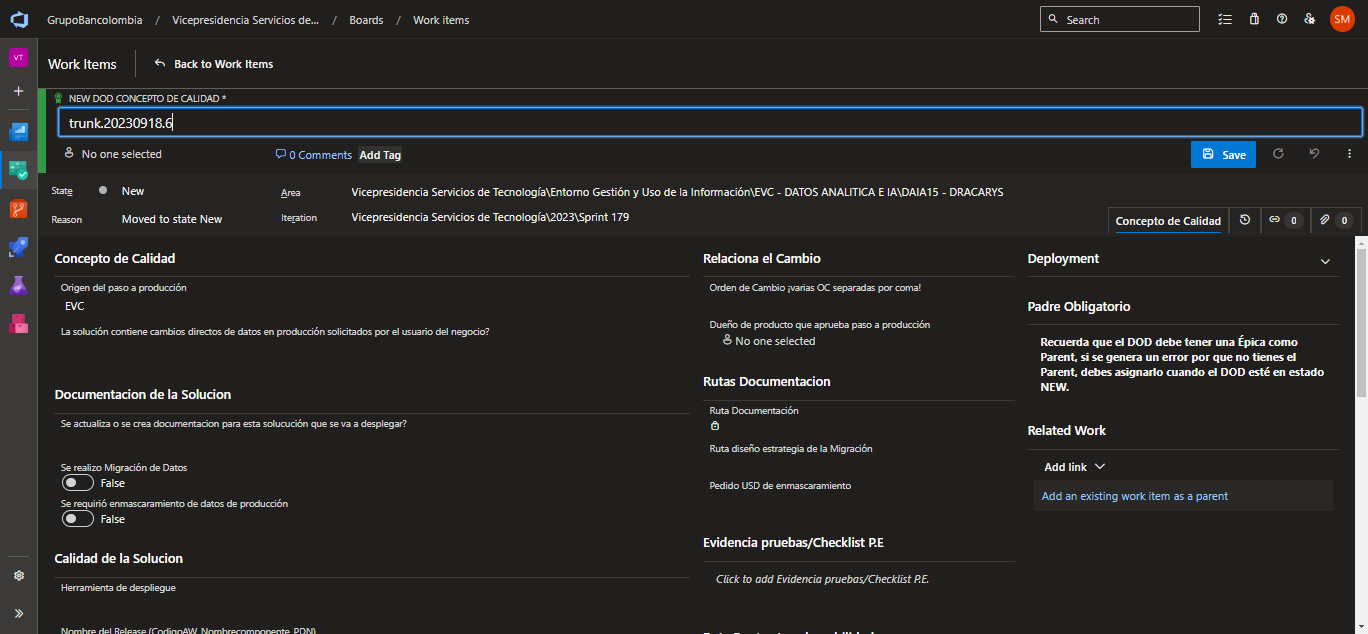 GrupoBancolombia / Vicepresidencia Servicios de... / Boards / Work items
Search
SM
VT
Work Items
Back to Work Items
NEW DOD CONCEPTO DE CALIDAD *
trunk.20230918.6
No one selected
0 Comments
Add Tag
Save
State
New
Area
Vicepresidencia Servicios de Tecnología\Entorno Gestión y Uso de la Información\EVC - DATOS ANALITICA E IA\DAIA15 - DRACARYS
Reason
Moved to state New
Iteration
Vicepresidencia Servicios de Tecnología\2023\Sprint 179
Concepto de Calidad
0
0
Concepto de Calidad
Origen del paso a producción
EVC
La solución contiene cambios directos de datos en producción solicitados por el usuario del negocio?
Documentacion de la Solucion
Se actualiza o se crea documentacion para esta solucución que se va a desplegar?
Se realizo Migración de Datos
False
Se requirió enmascaramiento de datos de producción
False
Calidad de la Solucion
Herramienta de despliegue
Nombre del Release (CodigoAW_Nombrecomponente_PDN)
Relaciona el Cambio
Orden de Cambio ¡varias OC separadas por coma!
Dueño de producto que aprueba paso a producción
No one selected
Rutas Documentacion
Ruta Documentación
Ruta diseño estrategia de la Migración
Pedido USD de enmascaramiento
Evidencia pruebas/Checklist P.E
Click to add Evidencia pruebas/Checklist P.E.
Deployment
Padre Obligatorio
Recuerda que el DOD debe tener una Épica como
Parent, si se genera un error por que no tienes el
Parent, debes asignarlo cuando el DOD esté en estado
NEW.
Related Work
Add link
Add an existing work item as a parent